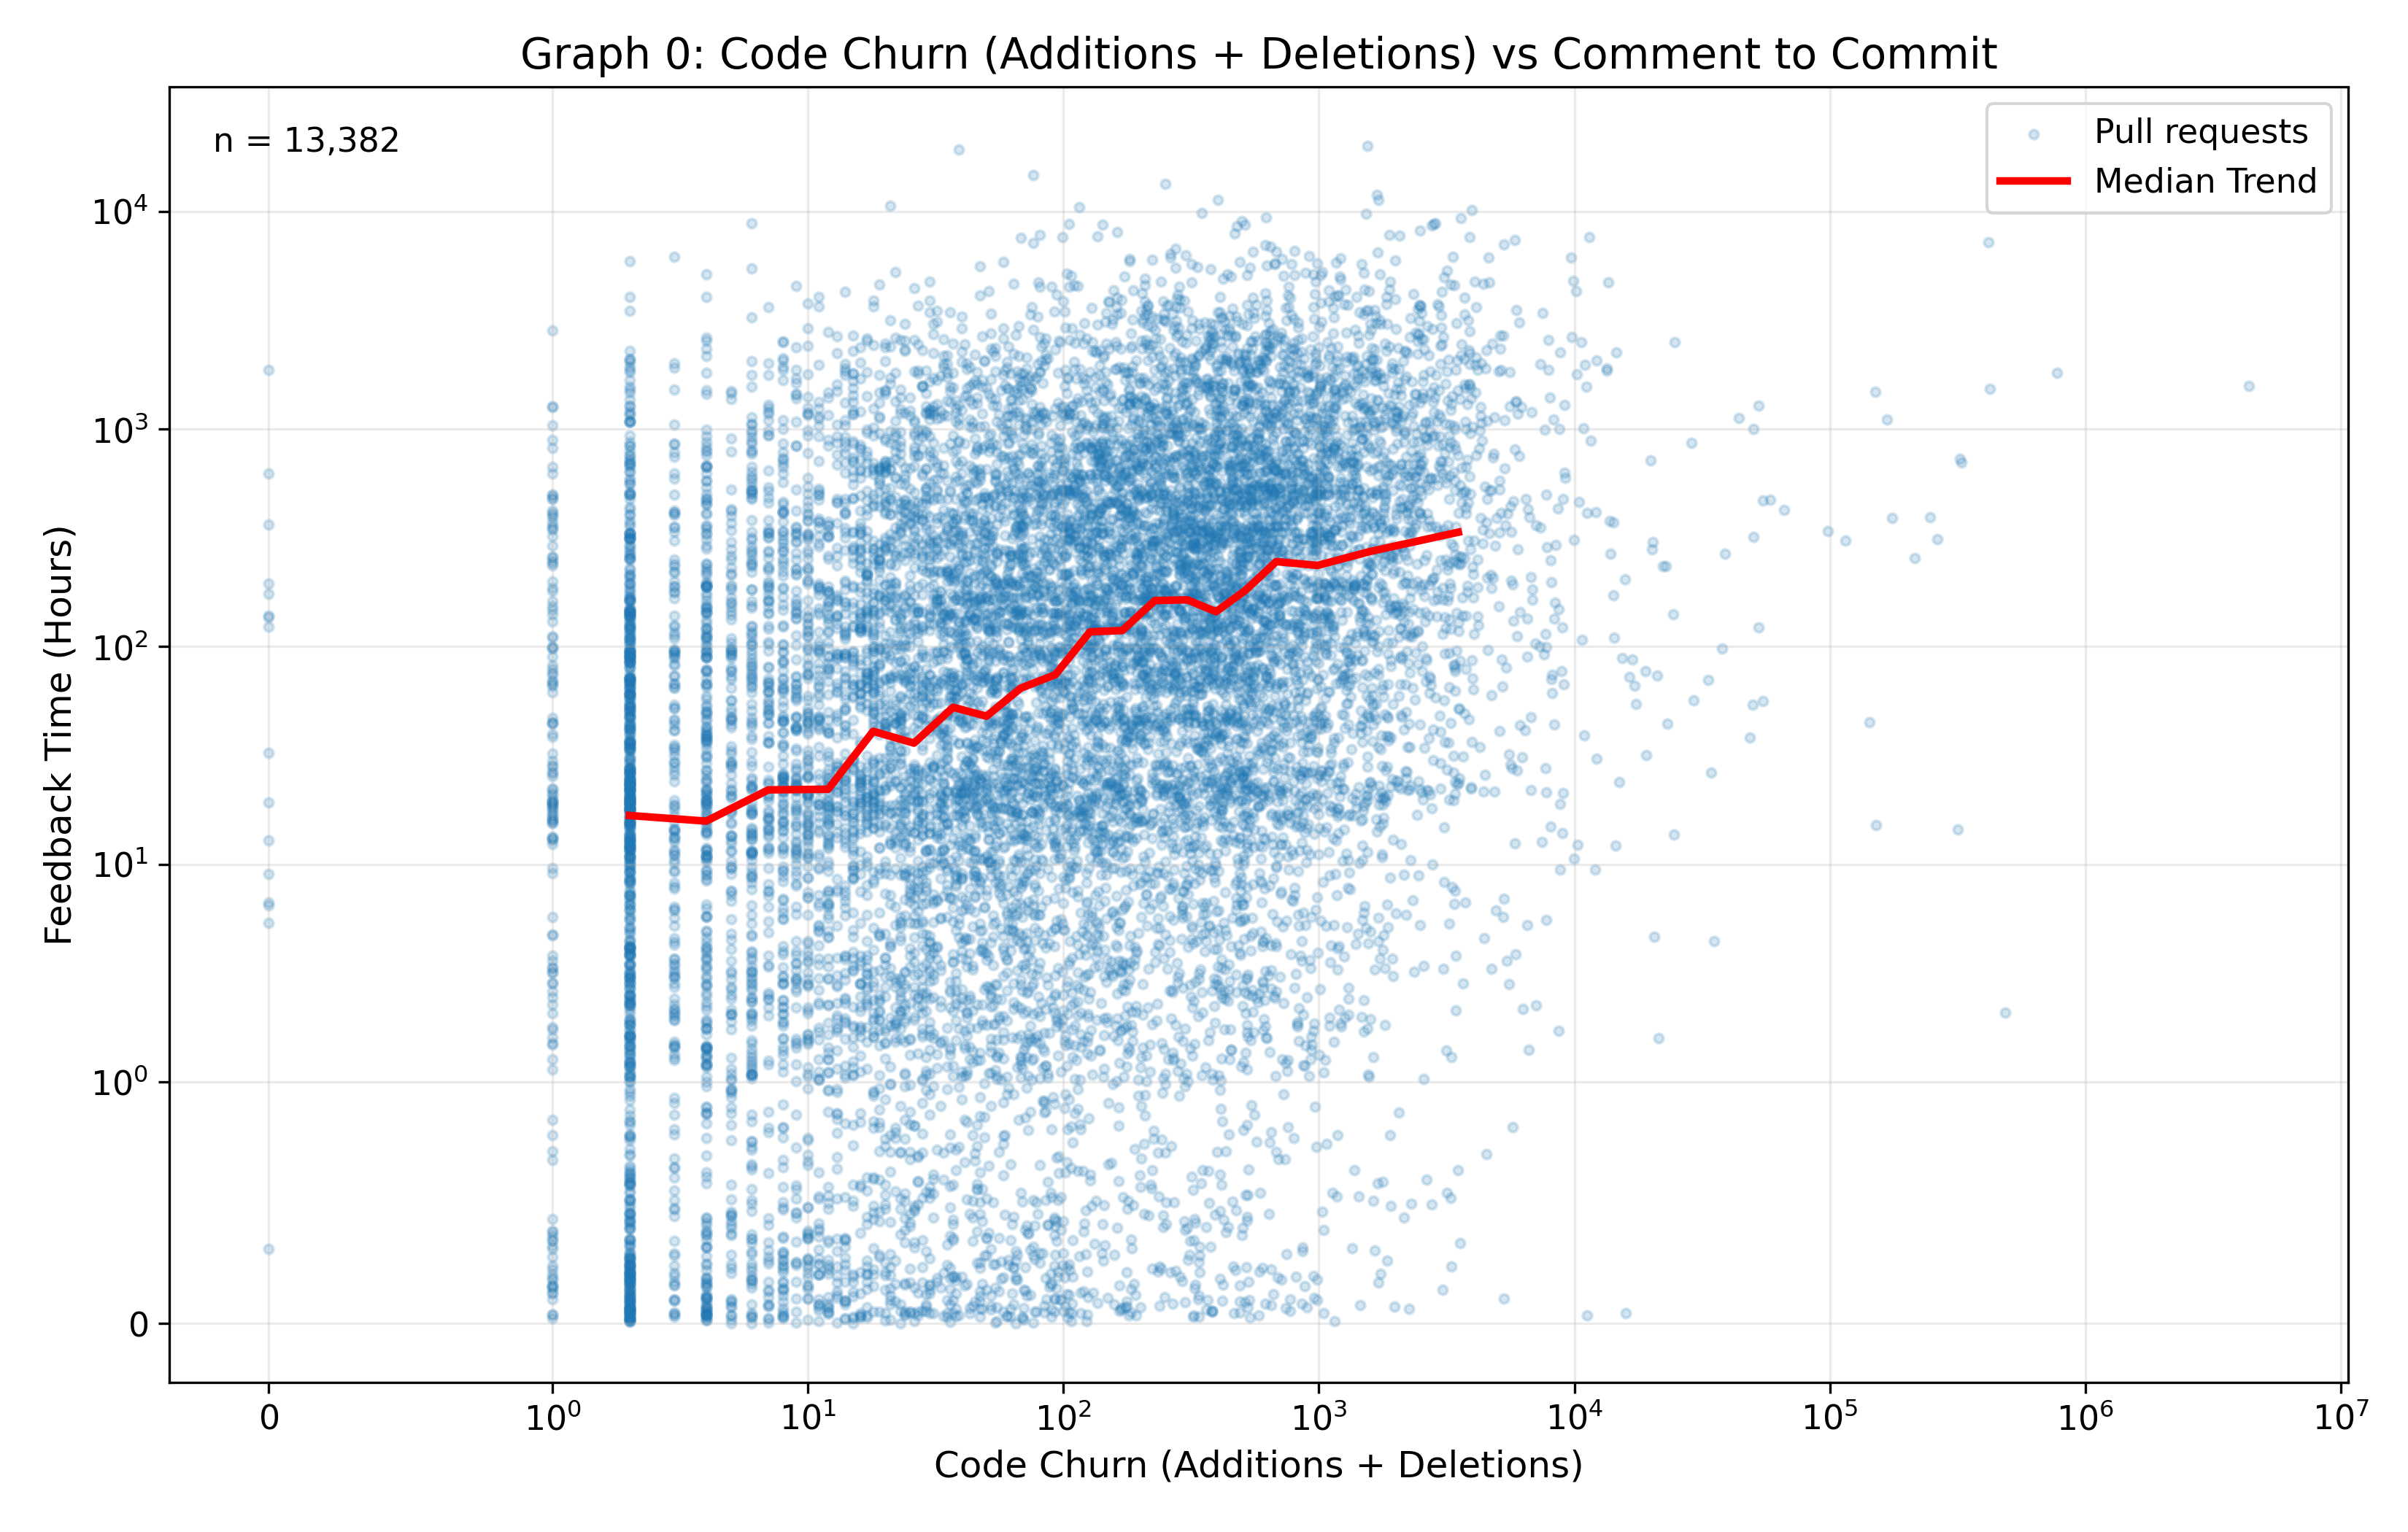 Graph 0: Code Churn (Additions + Deletions) vs Comment to Commit
n = 13,382
Pull requests
Median Trend
Feedback Time (Hours)
10⁴
10³
10²
10¹
10⁰
0
0 10⁰ 10¹ 10² 10³ 10⁴ 10⁵ 10⁶ 10⁷
Code Churn (Additions + Deletions)